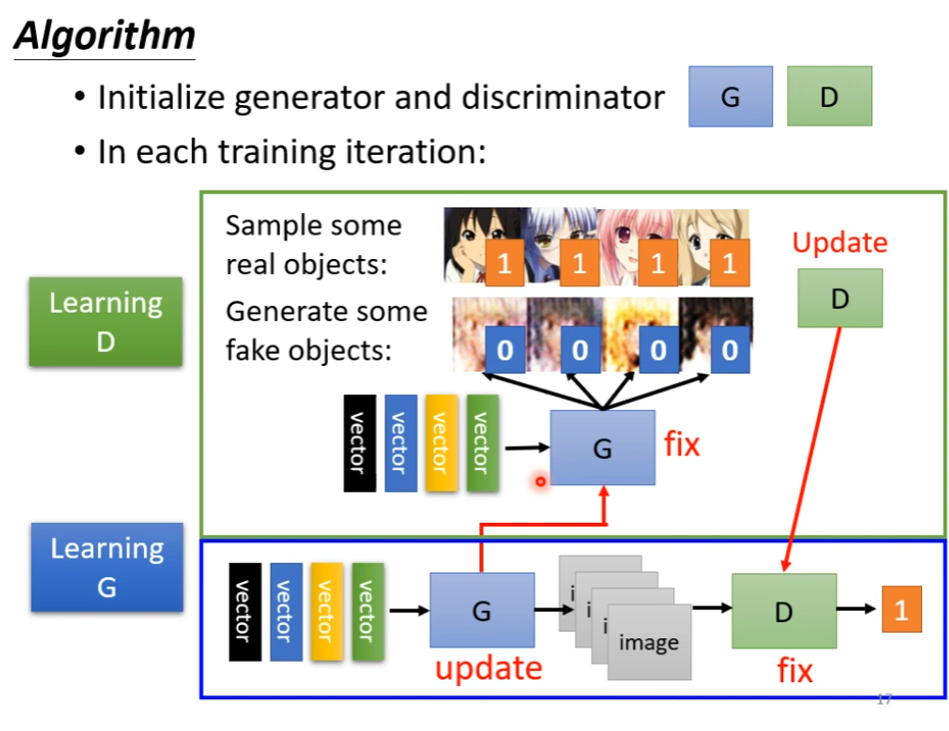 Algorithm
• Initialize generator and discriminator G D
• In each training iteration:
Sample some
real objects:
1 1 1 1
Update
D
Learning
D
Generate some
fake objects:
0 0 0 0
vector vector vector vector
G
fix
Learning
G
vector vector vector vector
G
update
i
i
i
image
D
fix
1
17